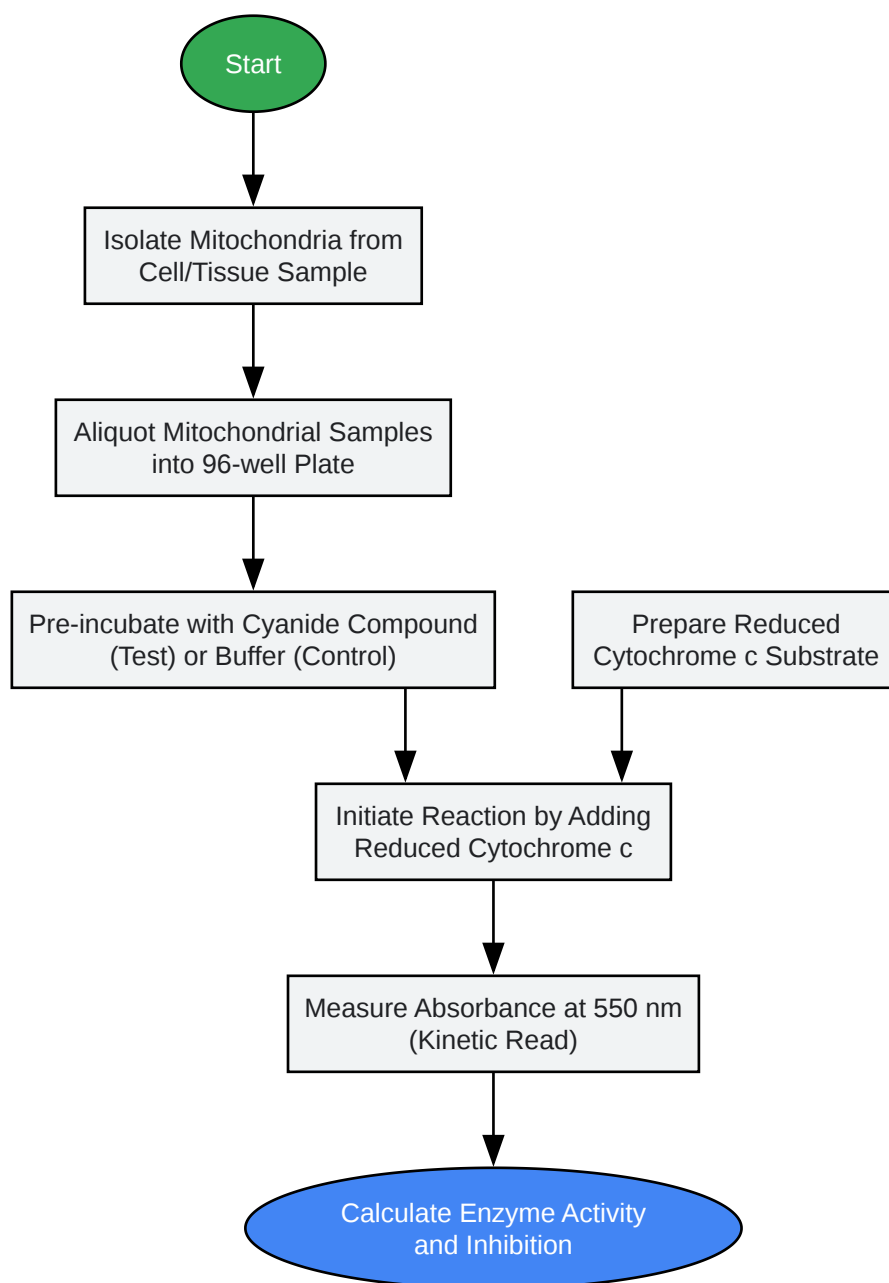 Start
Isolate Mitochondria from
Cell/Tissue Sample
Aliquot Mitochondrial Samples
into 96-well Plate
Pre-incubate with Cyanide Compound
(Test) or Buffer (Control)
Prepare Reduced
Cytochrome c Substrate
Initiate Reaction by Adding
Reduced Cytochrome c
Measure Absorbance at 550 nm
(Kinetic Read)
Calculate Enzyme Activity
and Inhibition